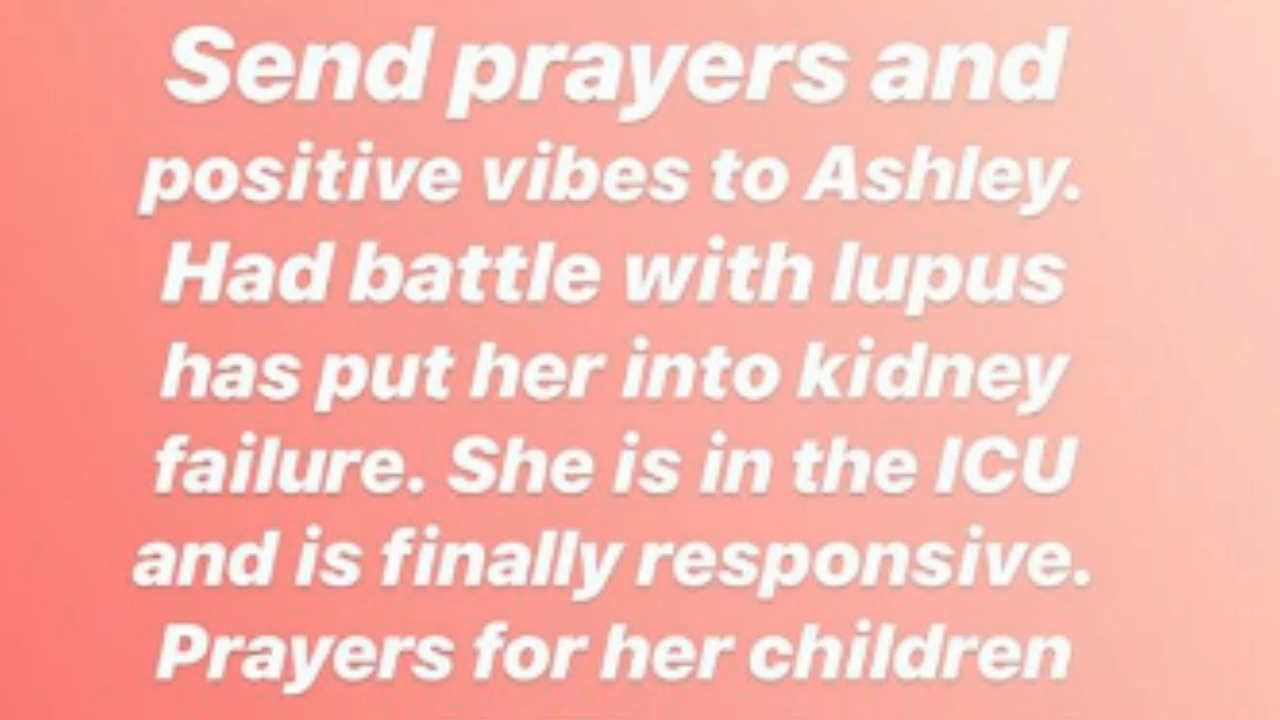 Send prayers and
positive vibes to Ashley.
Had battle with lupus
has put her into kidney
failure. She is in the ICU
and is finally responsive.
Prayers for her children